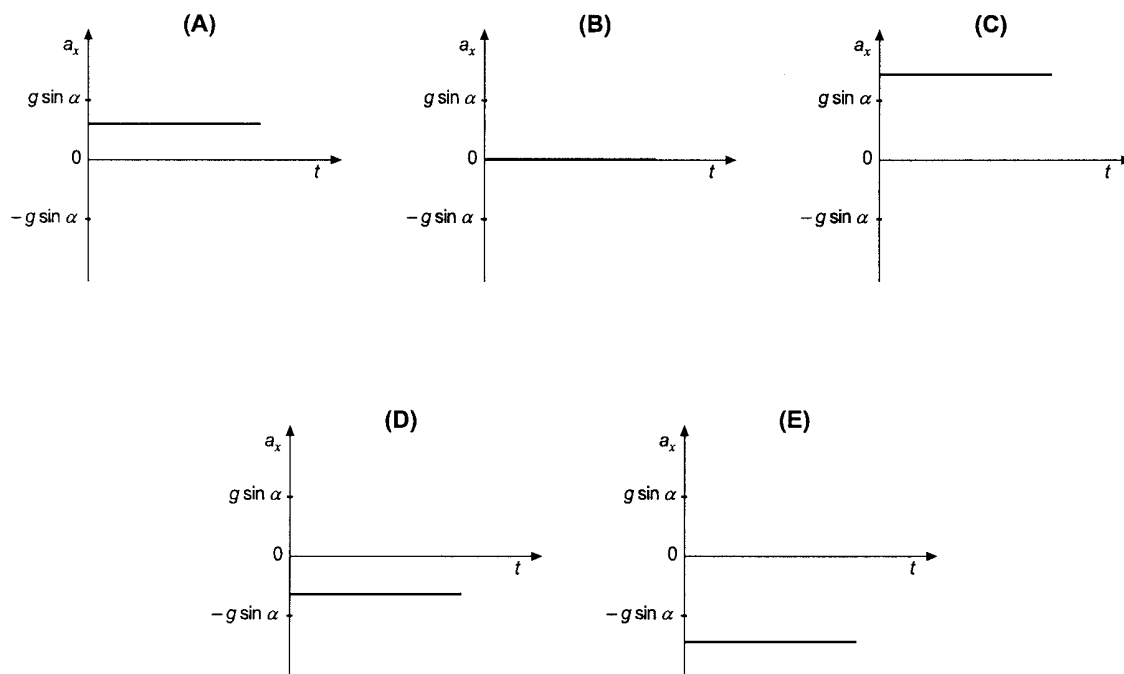 (A)
a_x
g sin α
0
t
− g sin α
(B)
a_x
g sin α
0
t
− g sin α
(C)
a_x
g sin α
0
t
− g sin α
(D)
a_x
g sin α
0
t
− g sin α
(E)
a_x
g sin α
0
t
− g sin α